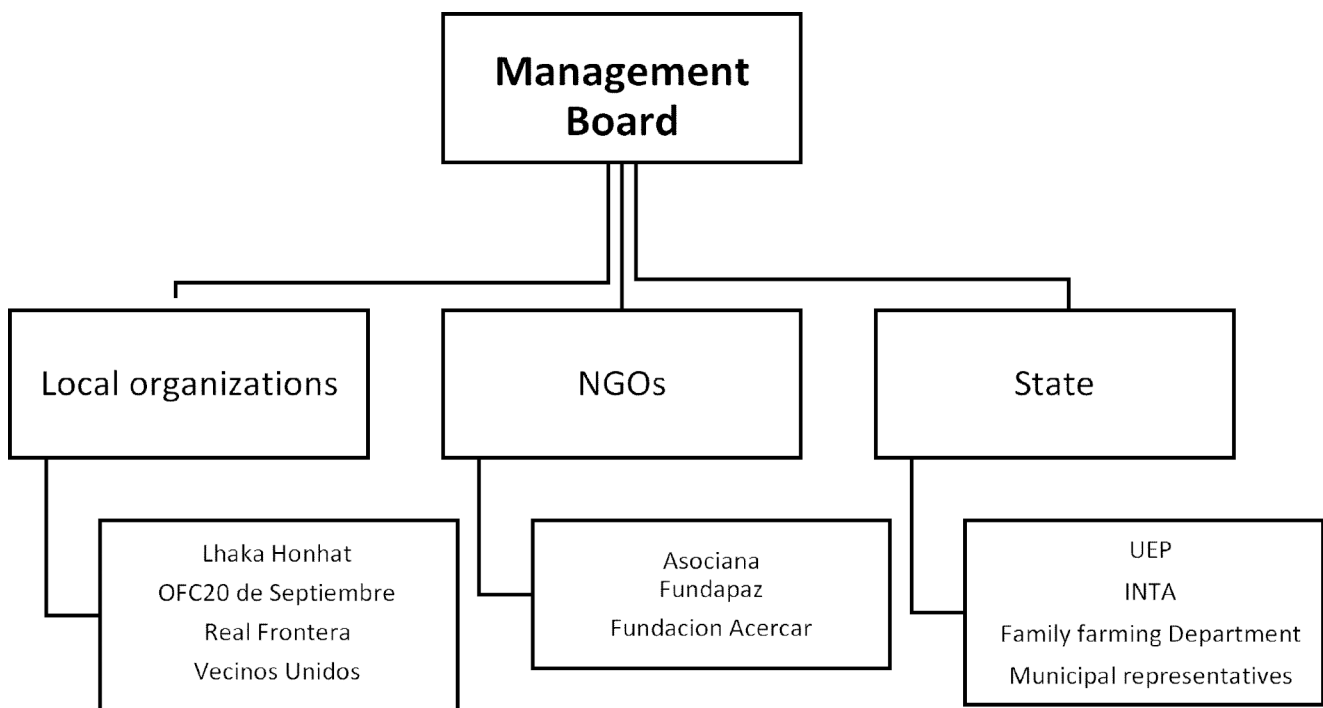 Management
Board
Local organizations
NGOs
State
Lhaka Honhat
OFC20 de Septiembre
Real Frontera
Vecinos Unidos
Asociana
Fundapaz
Fundacion Acercar
UEP
INTA
Family farming Department
Municipal representatives